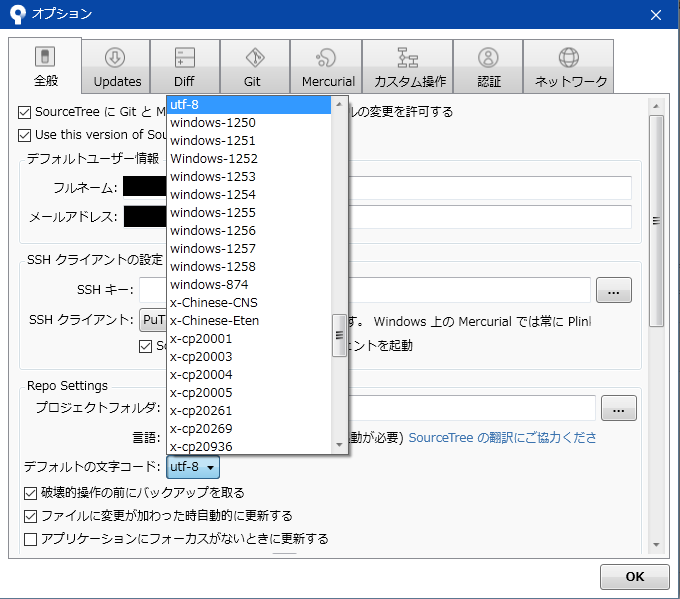 オプション
全般
Updates
Diff
Git
Mercurial
カスタム操作
認証
ネットワーク
SourceTree に Git と M
ルの変更を許可する
Use this version of Sou
デフォルトユーザー情報
フルネーム:
メールアドレス:
SSH クライアントの設定
SSH キー:
...
SSH クライアント:
PuT
す。 Windows 上の Mercurial では常に Plink
ェントを起動
Repo Settings
プロジェクトフォルダ:
...
言語:
動が必要)
SourceTree の翻訳にご協力くださ
デフォルトの文字コード:
utf-8
utf-8
windows-1250
windows-1251
Windows-1252
windows-1253
windows-1254
windows-1255
windows-1256
windows-1257
windows-1258
windows-874
x-Chinese-CNS
x-Chinese-Eten
x-cp20001
x-cp20003
x-cp20004
x-cp20005
x-cp20261
x-cp20269
x-cp20936
破壊的操作の前にバックアップを取る
ファイルに変更が加わった時自動的に更新する
アプリケーションにフォーカスがないときに更新する
OK